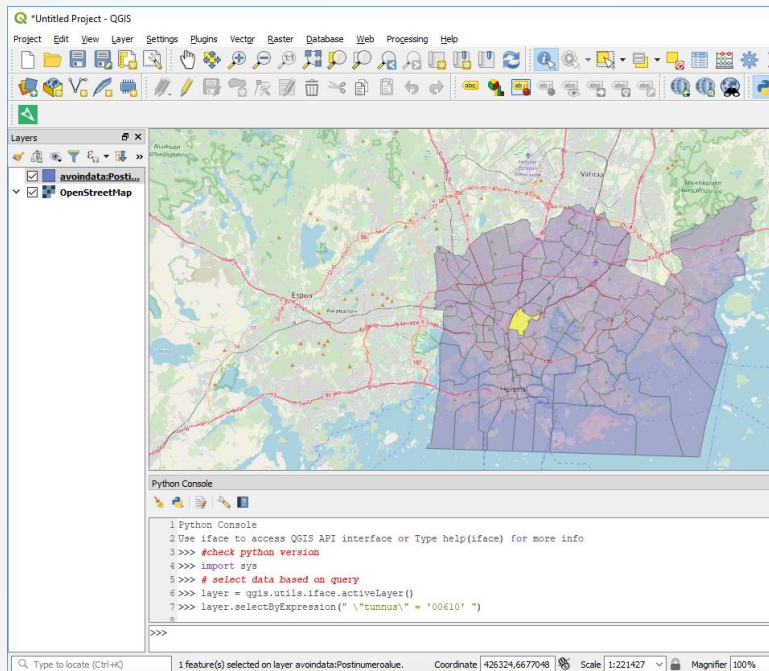 *Untitled Project - QGIS
Project Edit View Layer Settings Plugins Vector Raster Database Web Processing Help
abc
Layers
avoindata:Posti...
OpenStreetMap
Vantaa
Espoo
Helsinki
Python Console
1 Python Console
2 Use iface to access QGIS API interface or Type help(iface) for more info
3 >>> #check python version
4 >>> import sys
5 >>> # select data based on query
6 >>> layer = qgis.utils.iface.activeLayer()
7 >>> layer.selectByExpression(" \"tunnus\" = '00610' ")
8
>>>
Type to locate (Ctrl+K) 1 feature(s) selected on layer avoindata:Postinumeroalue. Coordinate 426324,6677048 Scale 1:221427 Magnifier 100%